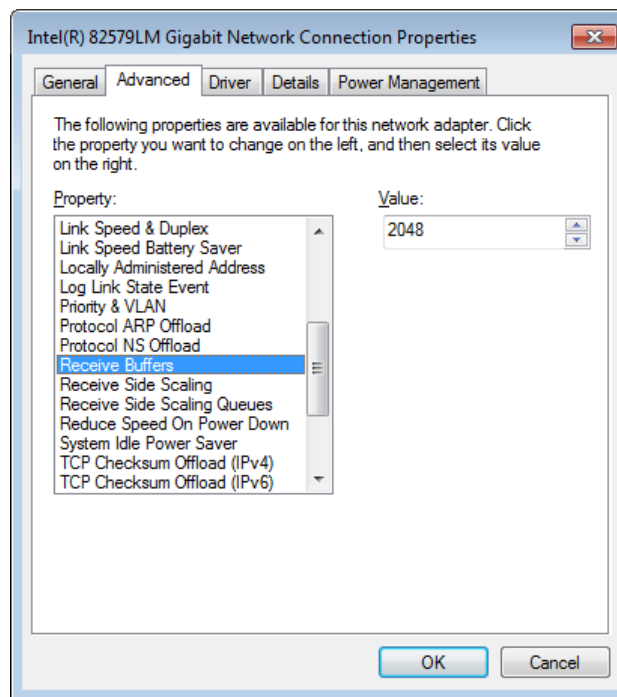 Intel(R) 82579LM Gigabit Network Connection Properties
General Advanced Driver Details Power Management
The following properties are available for this network adapter. Click
the property you want to change on the left, and then select its value
on the right.
Property:
Value:
Link Speed & Duplex
Link Speed Battery Saver
Locally Administered Address
Log Link State Event
Priority & VLAN
Protocol ARP Offload
Protocol NS Offload
Receive Buffers
Receive Side Scaling
Receive Side Scaling Queues
Reduce Speed On Power Down
System Idle Power Saver
TCP Checksum Offload (IPv4)
TCP Checksum Offload (IPv6)
2048
OK
Cancel